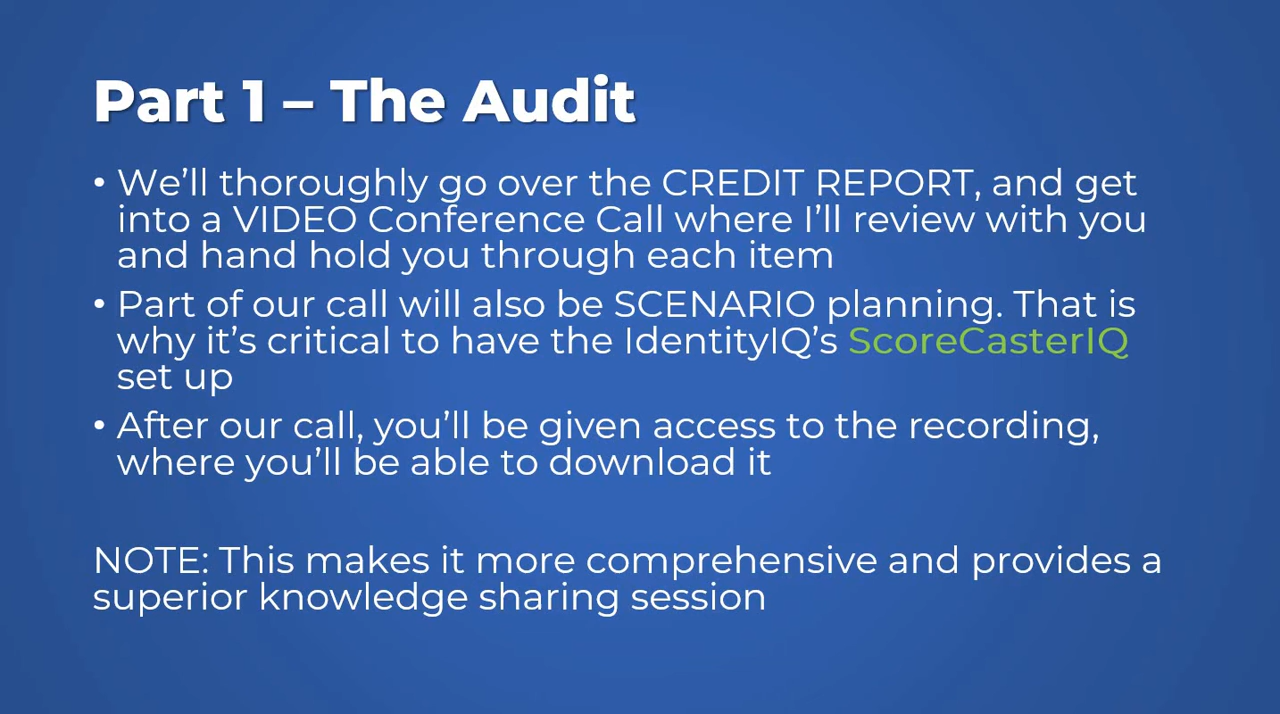 Part 1 – The Audit
• We’ll thoroughly go over the CREDIT REPORT, and get
into a VIDEO Conference Call where I’ll review with you
and hand hold you through each item
• Part of our call will also be SCENARIO planning. That is
why it’s critical to have the IdentityIQ’s ScoreCasterIQ
set up
• After our call, you’ll be given access to the recording,
where you’ll be able to download it
NOTE: This makes it more comprehensive and provides a
superior knowledge sharing session